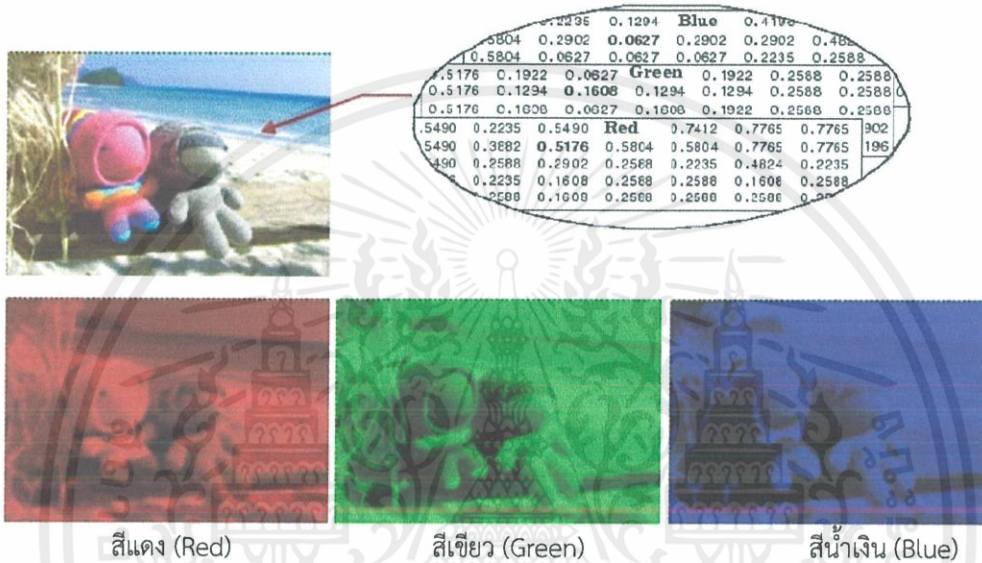 0.2235 0.1294 Blue
0.5804 0.2902 0.0627 0.2902 0.2902
0.5804 0.0627 0.0627 0.0627 0.2235 0.2588
0.5176 0.1922 0.0627 Green 0.1922 0.2588 0.2588
0.5176 0.1294 0.1608 0.1294 0.1294 0.2588 0.2588
0.5176 0.1608 0.0627 0.1608 0.1922 0.2588 0.2588
.5490 0.2235 0.5490 Red 0.7412 0.7765 0.7765 902
5490 0.3882 0.5176 0.5804 0.5804 0.7765 0.7765 196
490 0.2588 0.2902 0.2588 0.2235 0.4824 0.2235
0.2235 0.1608 0.2588 0.2588 0.1608 0.2588
0.2588 0.1608 0.2588 0.2588 0.2588
สีแดง (Red) สีเขียว (Green) สีน้ำเงิน (Blue)